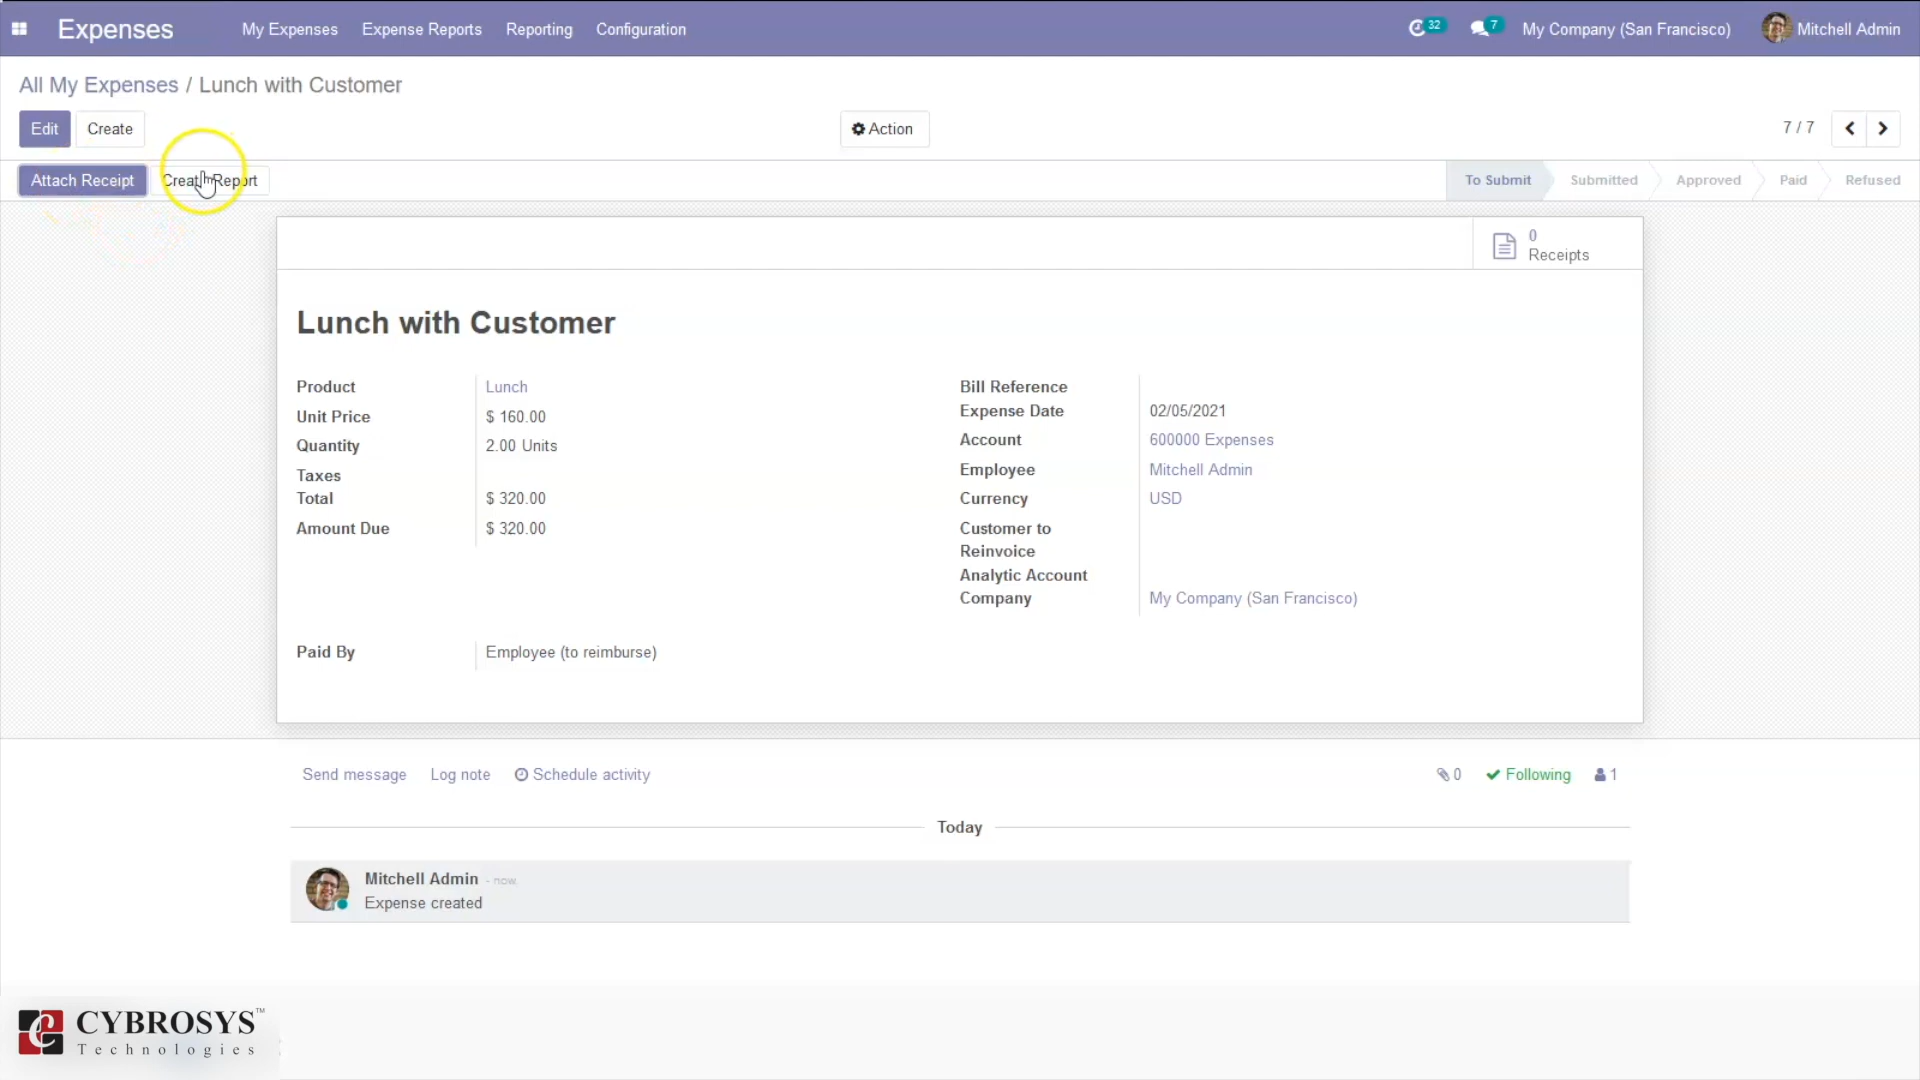 Expenses My Expenses Expense Reports Reporting Configuration 32 7 My Company (San Francisco) Mitchell Admin
All My Expenses / Lunch with Customer
Edit Create Action 7 / 7
Attach Receipt Create Report To Submit Submitted Approved Paid Refused
0
Receipts
Lunch with Customer
Product Lunch
Unit Price $ 160.00
Quantity 2.00 Units
Taxes
Total $ 320.00
Amount Due $ 320.00
Bill Reference
Expense Date 02/05/2021
Account 600000 Expenses
Employee Mitchell Admin
Currency USD
Customer to
Reinvoice
Analytic Account
Company My Company (San Francisco)
Paid By Employee (to reimburse)
Send message Log note Schedule activity 0 Following 1
Today
Mitchell Admin - now
Expense created
CYBROSYS™
Technologies